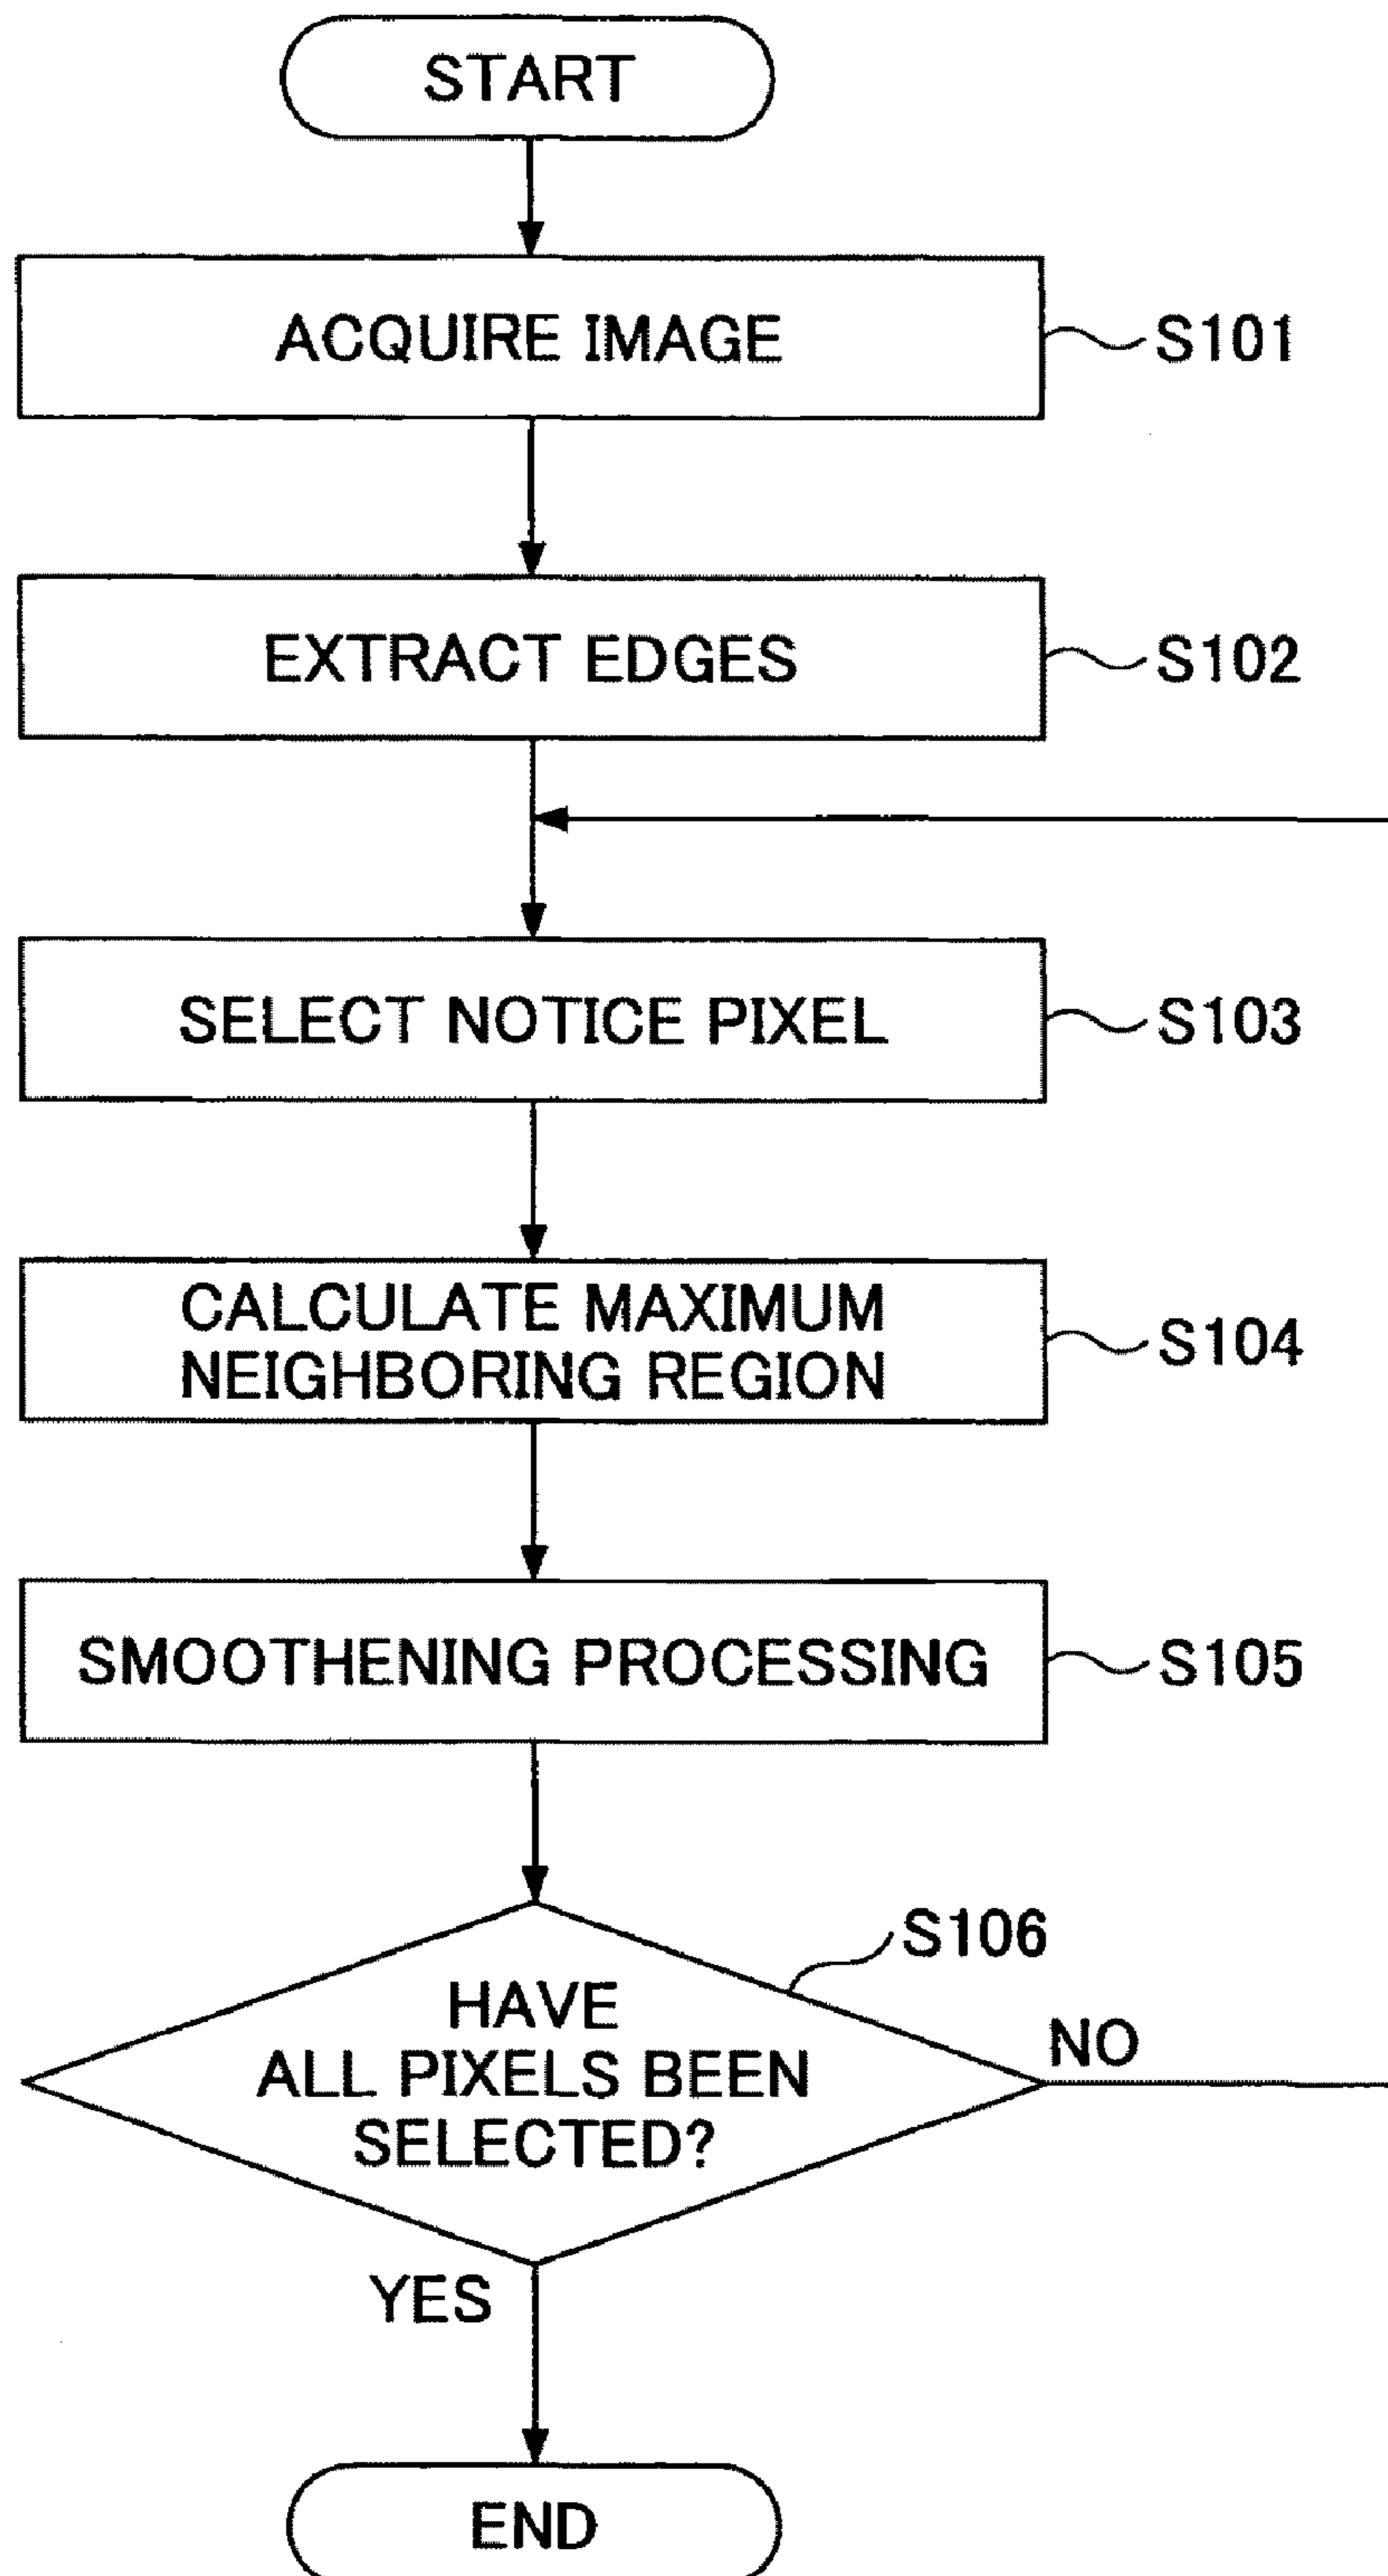 START
ACQUIRE IMAGE
S101
EXTRACT EDGES
S102
SELECT NOTICE PIXEL
S103
CALCULATE MAXIMUM
NEIGHBORING REGION
S104
SMOOTHENING PROCESSING
S105
S106
HAVE
ALL PIXELS BEEN
SELECTED?
NO
YES
END